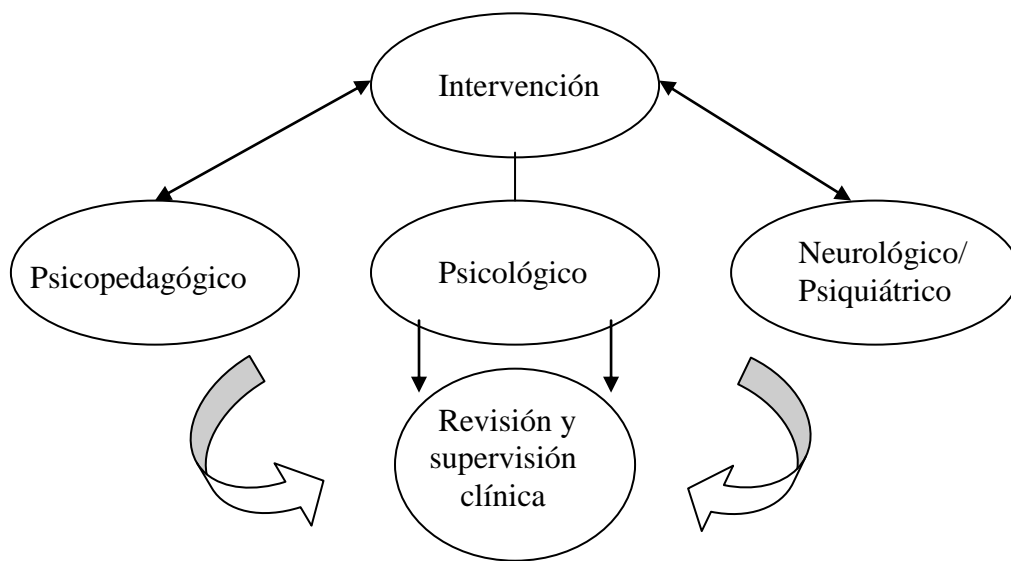 Intervención
Psicopedagógico
Psicológico
Neurológico/
Psiquiátrico
Revisión y
supervisión
clínica